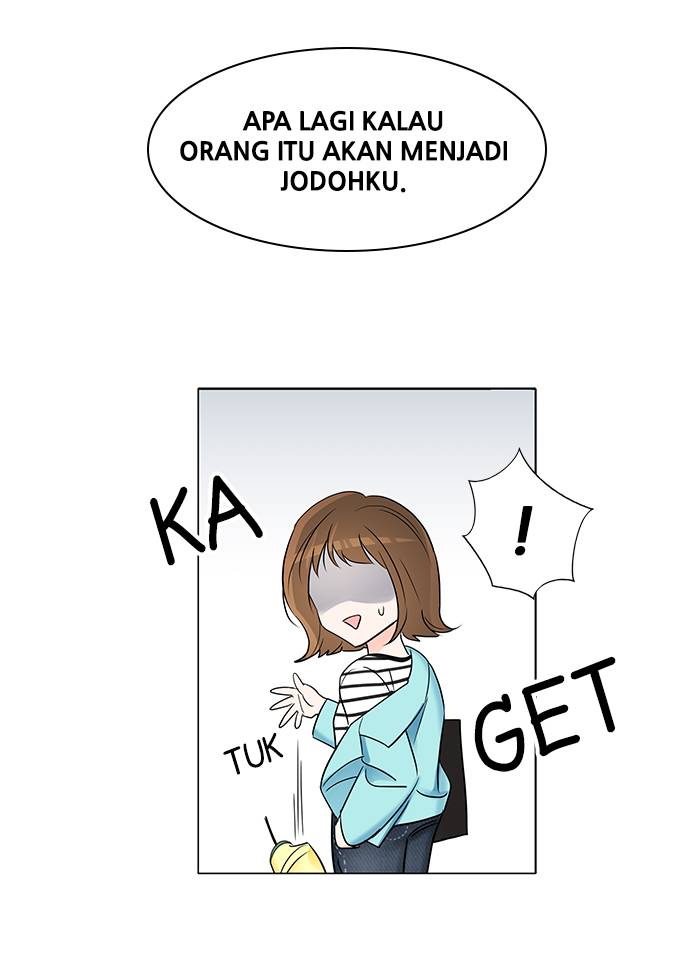 APA LAGI KALAU
ORANG ITU AKAN MENJADI
JODOHKU.
KA
!
GET
TUK